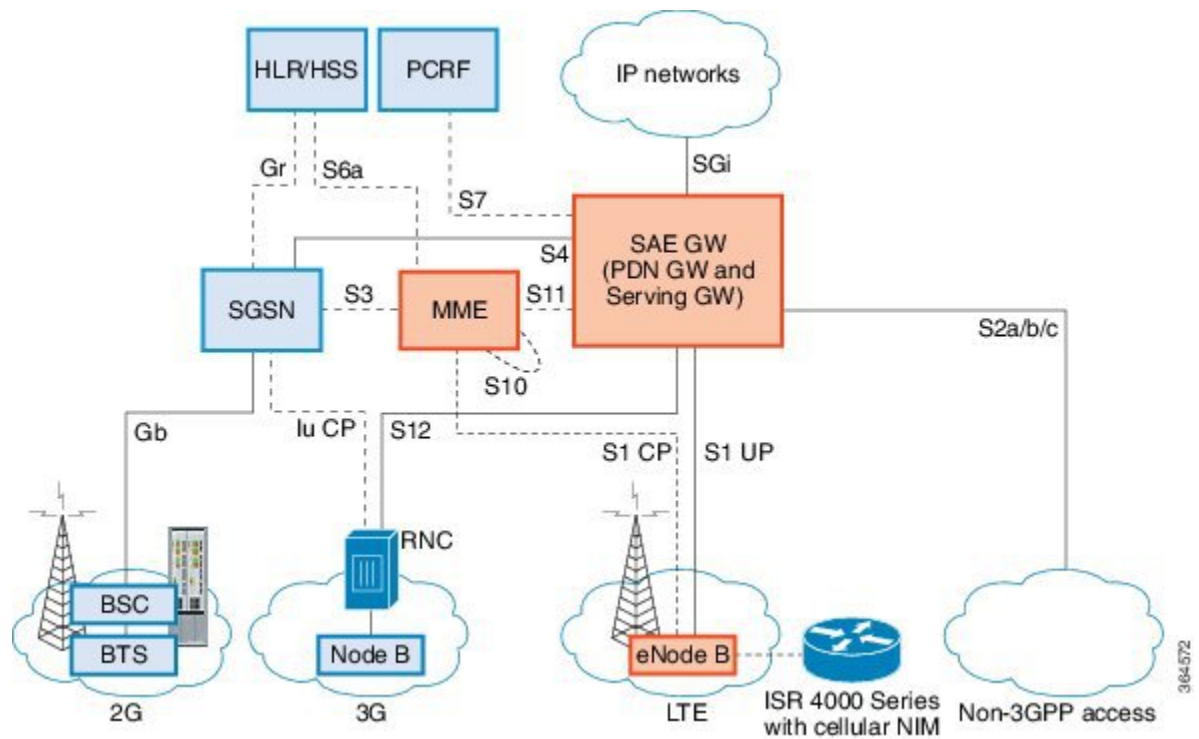 HLR/HSS
PCRF
IP networks
Gr
S6a
SGi
S7
S4
SAE GW
(PDN GW and
Serving GW)
SGSN
S3
MME
S11
S2a/b/c
S10
Gb
Iu CP
S12
S1 CP
S1 UP
RNC
BSC
BTS
Node B
eNode B
2G
3G
LTE
ISR 4000 Series
with cellular NIM
Non-3GPP access
364572